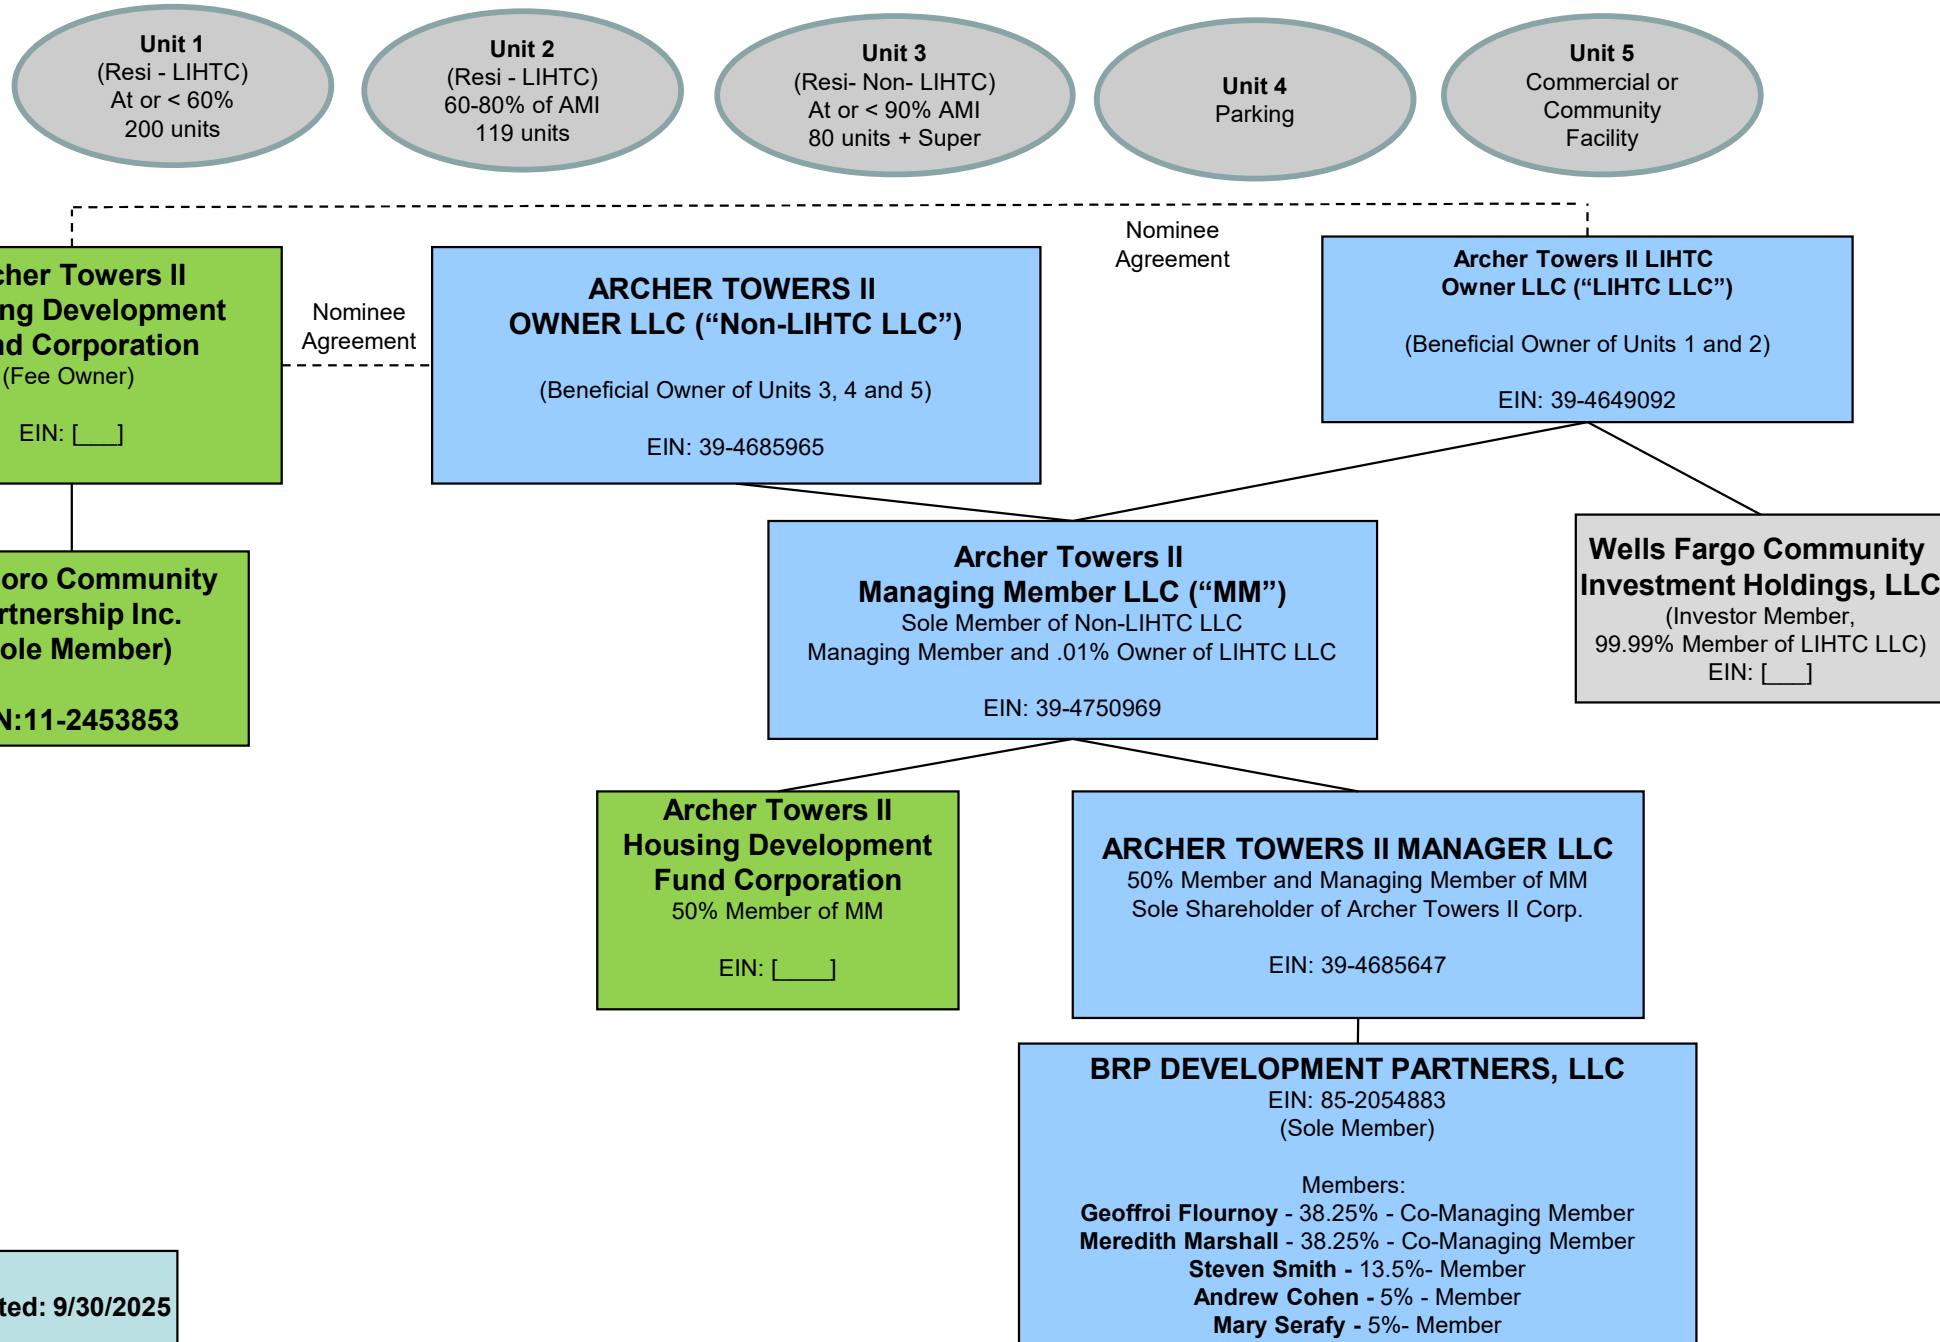 Unit 1
(Resi - LIHTC)
At or < 60%
200 units
Unit 2
(Resi - LIHTC)
60-80% of AMI
119 units
Unit 3
(Resi- Non- LIHTC)
At or < 90% AMI
80 units + Super
Unit 4
Parking
Unit 5
Commercial or
Community
Facility
cher Towers II
ng Development
d Corporation
(Fee Owner)
EIN: [___]
Nominee
Agreement
ARCHER TOWERS II
OWNER LLC (“Non-LIHTC LLC”)
(Beneficial Owner of Units 3, 4 and 5)
EIN: 39-4685965
Nominee
Agreement
Archer Towers II LIHTC
Owner LLC (“LIHTC LLC”)
(Beneficial Owner of Units 1 and 2)
EIN: 39-4649092
oro Community
rtnership Inc.
ole Member)
N:11-2453853
Archer Towers II
Managing Member LLC (“MM”)
Sole Member of Non-LIHTC LLC
Managing Member and .01% Owner of LIHTC LLC
EIN: 39-4750969
Wells Fargo Community
Investment Holdings, LLC
(Investor Member,
99.99% Member of LIHTC LLC)
EIN: [___]
Archer Towers II
Housing Development
Fund Corporation
50% Member of MM
EIN: [____]
ARCHER TOWERS II MANAGER LLC
50% Member and Managing Member of MM
Sole Shareholder of Archer Towers II Corp.
EIN: 39-4685647
BRP DEVELOPMENT PARTNERS, LLC
EIN: 85-2054883
(Sole Member)
Members:
Geoffroi Flournoy - 38.25% - Co-Managing Member
Meredith Marshall - 38.25% - Co-Managing Member
Steven Smith - 13.5%- Member
Andrew Cohen - 5% - Member
Mary Serafy - 5%- Member
ted: 9/30/2025